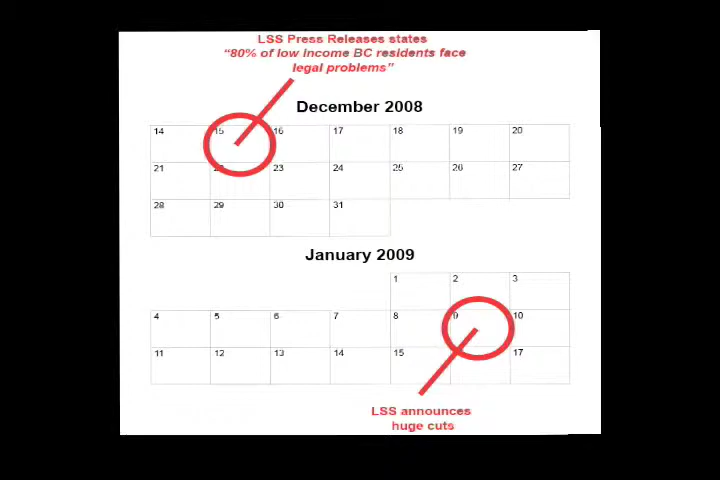 LSS Press Releases states
“80% of low income BC residents face
legal problems”
December 2008
14 15 16 17 18 19 20
21 22 23 24 25 26 27
28 29 30 31
January 2009
1 2 3
4 5 6 7 8 9 10
11 12 13 14 15 17
LSS announces
huge cuts